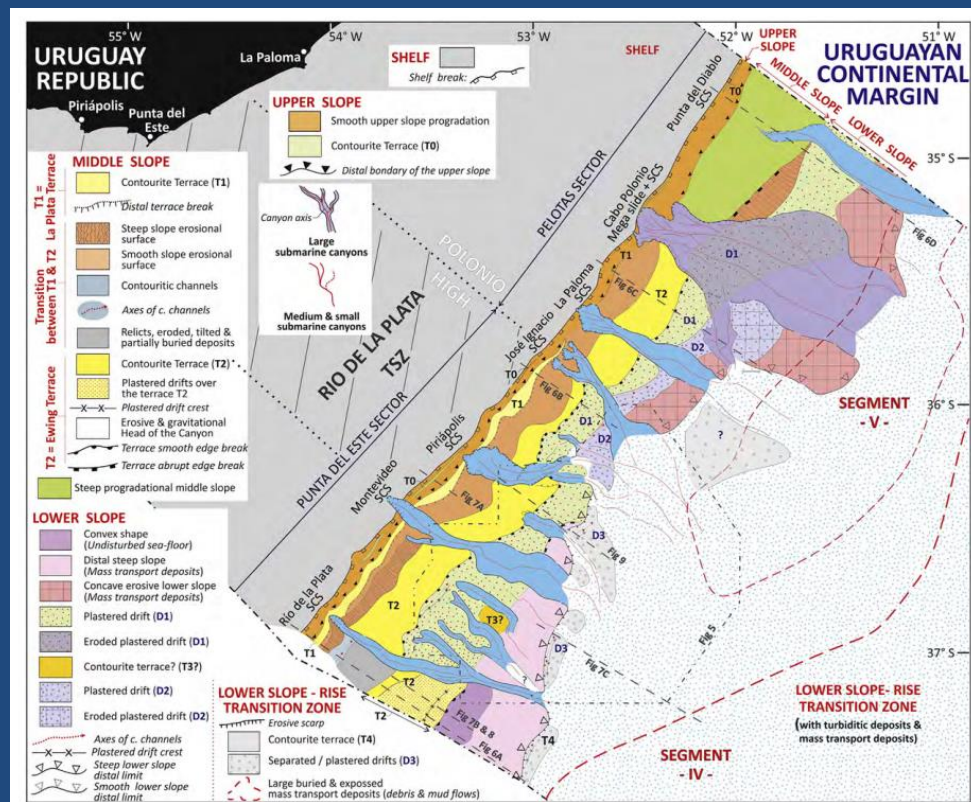 55° W
54° W
53° W
52° W
51° W
URUGUAY
REPUBLIC
La Paloma
Piriápolis
Punta del
Este
SHELF
Shelf break:
SHELF
UPPER
SLOPE
MIDDLE SLOPE
LOWER SLOPE
URUGUAYAN
CONTINENTAL
MARGIN
UPPER SLOPE
Smooth upper slope progradation
Contourite Terrace (T0)
Distal bondary of the upper slope
Canyon axis
Large
submarine canyons
Medium & small
submarine canyons
T1 =
La Plata Terrace
Transition
between T1 & T2
T2 = Ewing Terrace
MIDDLE SLOPE
Contourite Terrace (T1)
Distal terrace break
Steep slope erosional
surface
Smooth slope erosional
surface
Contouritic channels
Axes of c. channels
Relicts, eroded, tilted &
partially buried deposits
Contourite Terrace (T2)
Plastered drifts over
the terrace T2
Plastered drift crest
Erosive & gravitational
Head of the Canyon
Terrace smooth edge break
Terrace abrupt edge break
Steep progradational middle slope
LOWER SLOPE
Convex shape
(Undisturbed sea-floor)
Distal steep slope
(Mass transport deposits)
Concave erosive lower slope
(Mass transport deposits)
Plastered drift (D1)
Eroded plastered drift (D1)
Contourite terrace? (T3?)
Plastered drift (D2)
Eroded plastered drift (D2)
Axes of c. channels
Plastered drift crest
Steep lower slope
distal limit
Smooth lower slope
distal limit
LOWER SLOPE - RISE
TRANSITION ZONE
Erosive scarp
Contourite terrace (T4)
Separated / plastered drifts (D3)
Large buried & expossed
mass transport deposits (debris & mud flows)
PELOTAS SECTOR
POLONIO
HIGH
RIO DE LA PLATA
TSZ
PUNTA DEL ESTE SECTOR
Punta del Diablo
SCS
Cabo Polonio
Mega slide + SCS
La Paloma
SCS
José Ignacio
SCS
Piriápolis
SCS
Montevideo
SCS
Río de la Plata
SCS
T0
35° S
Fig 6D
D1
T1
Fig 6C
T2
D1
D2
T0
Fig 6B
T1
D1
D2
?
36° S
SEGMENT
- V -
T0
Fig 7A
D3
Fig 9
T2
T3?
D3
Fig 5
Fig 7C
37° S
T1
T2
T2
?
Fig 7B & 8
Fig 6A
T4
LOWER SLOPE- RISE
TRANSITION ZONE
(with turbiditic deposits &
mass transport deposits)
SEGMENT
- IV -